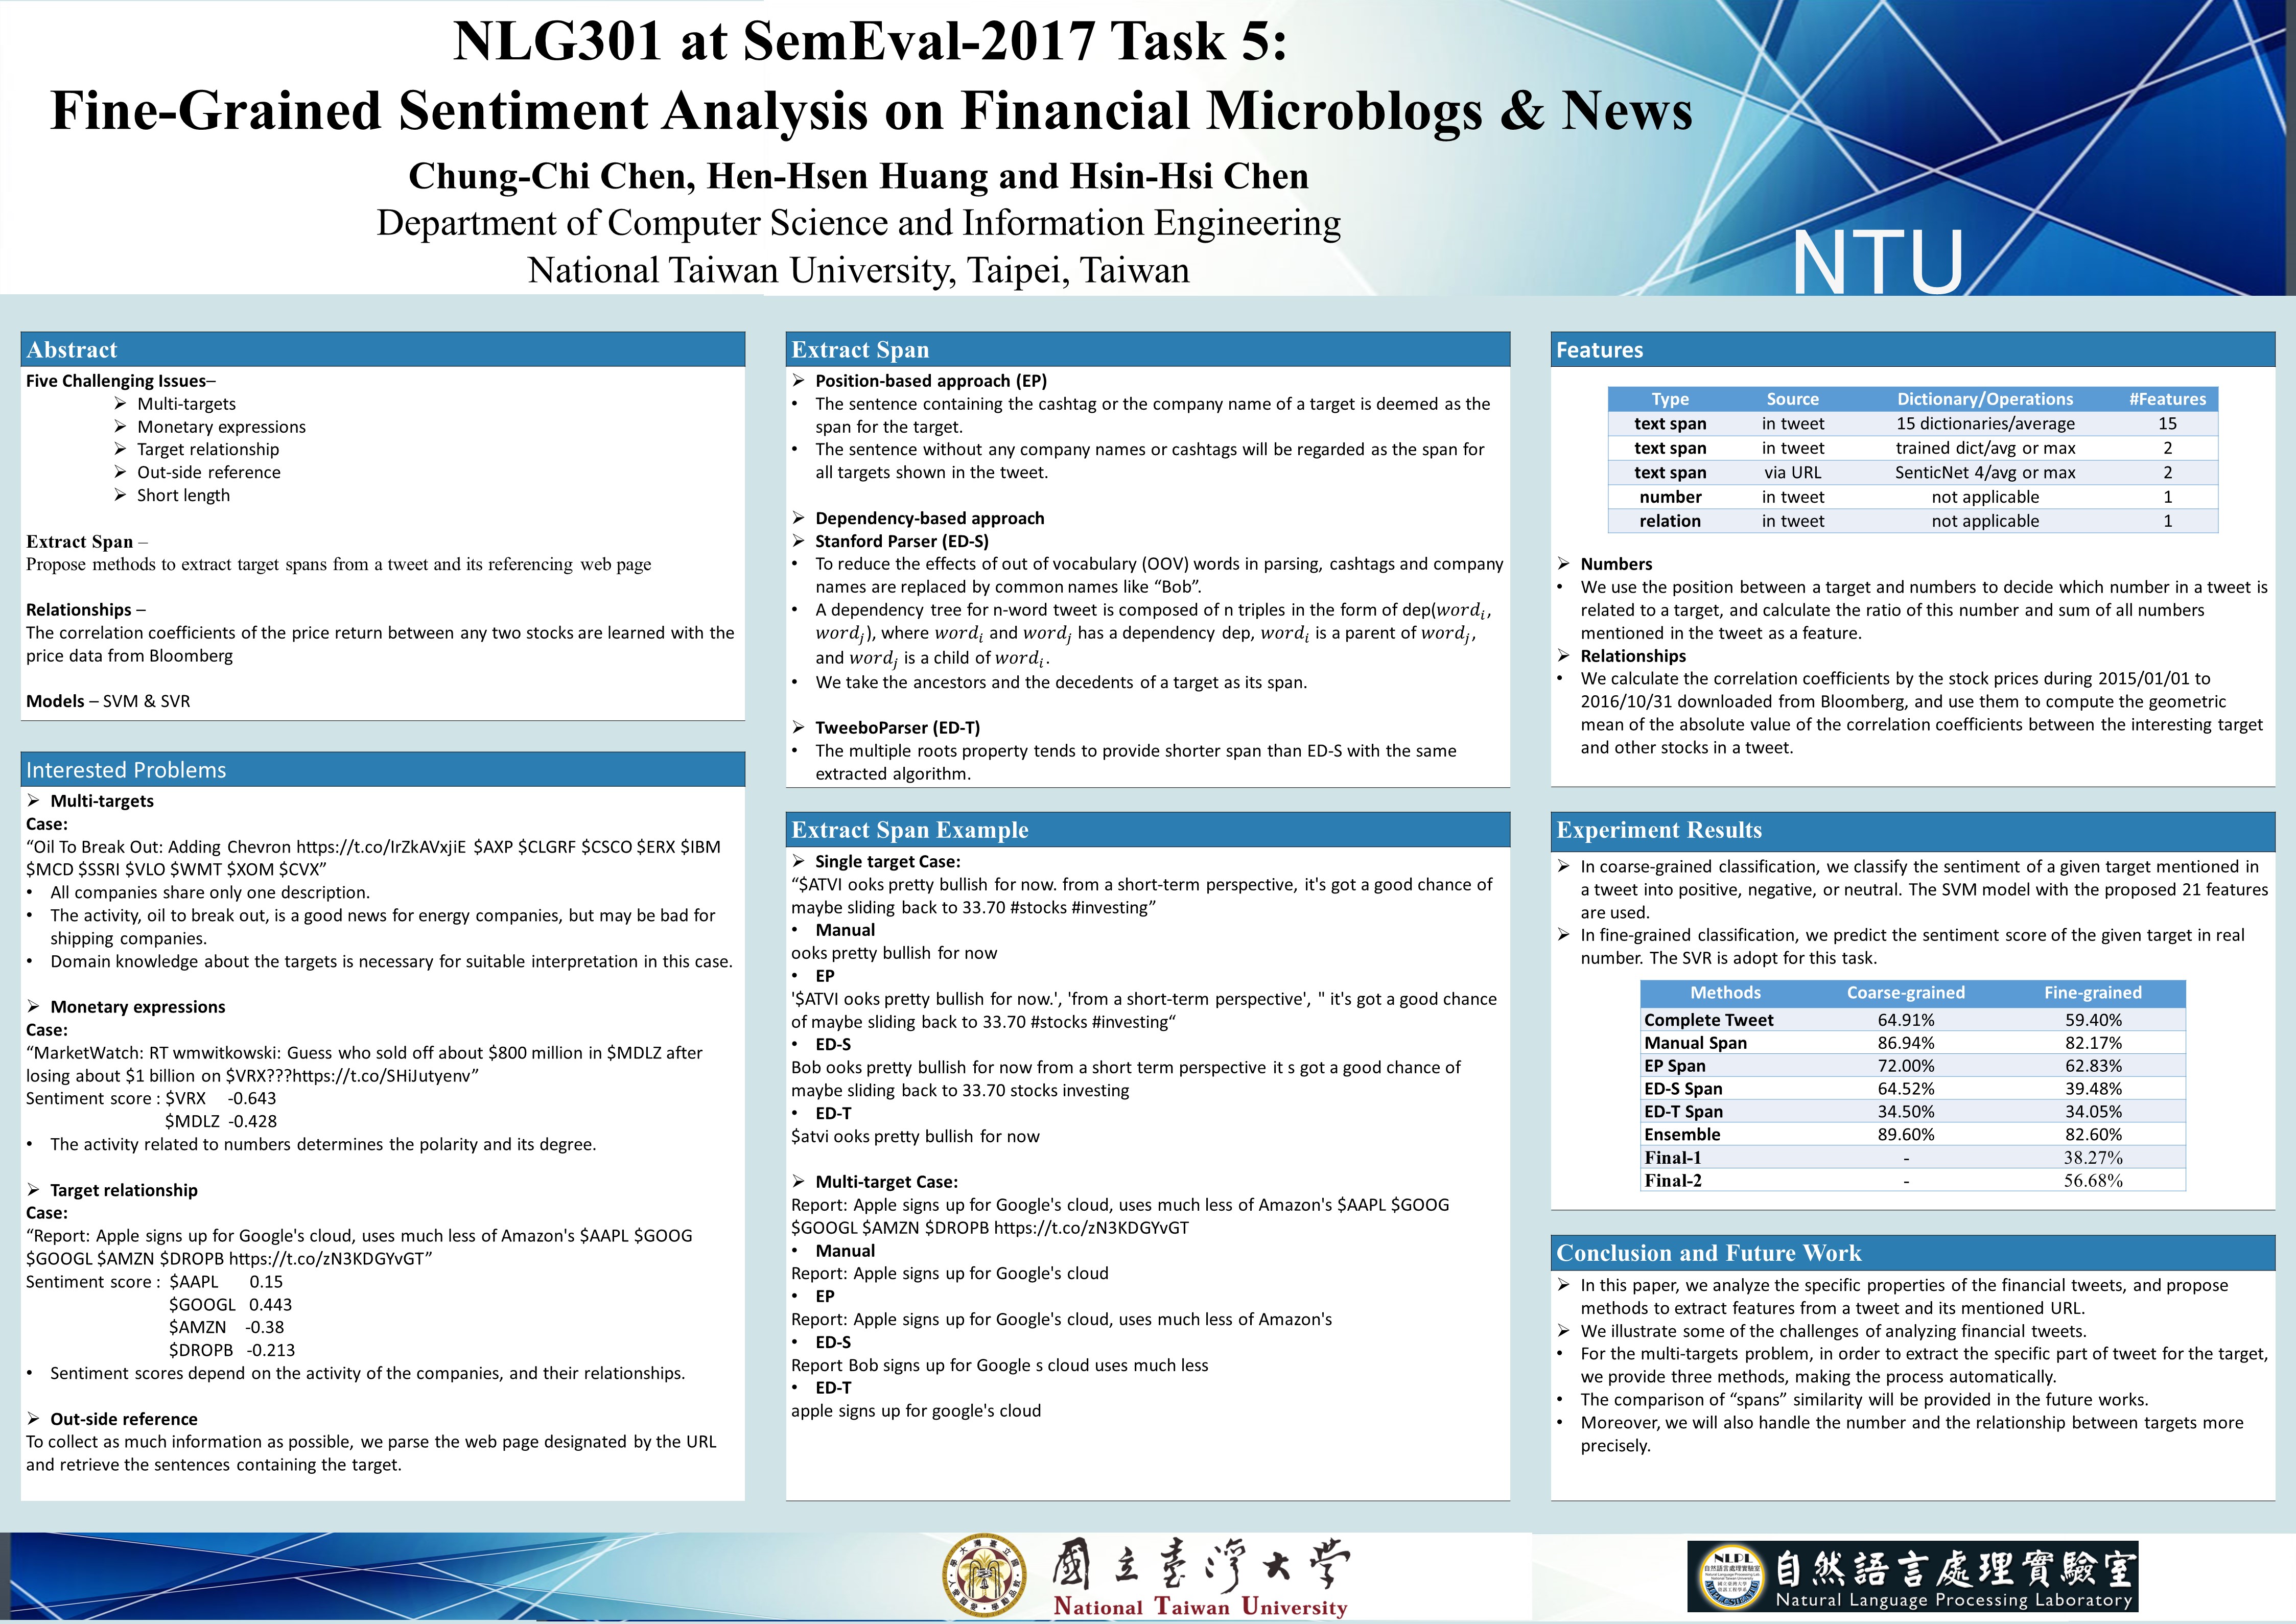 NLG301 at SemEval-2017 Task 5:
Fine-Grained Sentiment Analysis on Financial Microblogs & News
Chung-Chi Chen, Hen-Hsen Huang and Hsin-Hsi Chen
Department of Computer Science and Information Engineering
National Taiwan University, Taipei, Taiwan
NTU
Abstract
Five Challenging Issues–
➢ Multi-targets
➢ Monetary expressions
➢ Target relationship
➢ Out-side reference
➢ Short length
Extract Span –
Propose methods to extract target spans from a tweet and its referencing web page
Relationships –
The correlation coefficients of the price return between any two stocks are learned with the
price data from Bloomberg
Models – SVM & SVR
Interested Problems
➢ Multi-targets
Case:
“Oil To Break Out: Adding Chevron https://t.co/IrZkAVxjiE $AXP $CLGRF $CSCO $ERX $IBM
$MCD $SSRI $VLO $WMT $XOM $CVX”
• All companies share only one description.
• The activity, oil to break out, is a good news for energy companies, but may be bad for
shipping companies.
• Domain knowledge about the targets is necessary for suitable interpretation in this case.
➢ Monetary expressions
Case:
“MarketWatch: RT wmwitkowski: Guess who sold off about $800 million in $MDLZ after
losing about $1 billion on $VRX???https://t.co/SHiJutyenv”
Sentiment score : $VRX -0.643
$MDLZ -0.428
• The activity related to numbers determines the polarity and its degree.
➢ Target relationship
Case:
“Report: Apple signs up for Google's cloud, uses much less of Amazon's $AAPL $GOOG
$GOOGL $AMZN $DROPB https://t.co/zN3KDGYvGT”
Sentiment score : $AAPL 0.15
$GOOGL 0.443
$AMZN -0.38
$DROPB -0.213
• Sentiment scores depend on the activity of the companies, and their relationships.
➢ Out-side reference
To collect as much information as possible, we parse the web page designated by the URL
and retrieve the sentences containing the target.
Extract Span
➢ Position-based approach (EP)
• The sentence containing the cashtag or the company name of a target is deemed as the
span for the target.
• The sentence without any company names or cashtags will be regarded as the span for
all targets shown in the tweet.
➢ Dependency-based approach
➢ Stanford Parser (ED-S)
• To reduce the effects of out of vocabulary (OOV) words in parsing, cashtags and company
names are replaced by common names like “Bob”.
• A dependency tree for n-word tweet is composed of n triples in the form of dep(word_i,
word_j), where word_i and word_j has a dependency dep, word_i is a parent of word_j,
and word_j is a child of word_i.
• We take the ancestors and the decedents of a target as its span.
➢ TweeboParser (ED-T)
• The multiple roots property tends to provide shorter span than ED-S with the same
extracted algorithm.
Extract Span Example
➢ Single target Case:
“$ATVI ooks pretty bullish for now. from a short-term perspective, it's got a good chance of
maybe sliding back to 33.70 #stocks #investing”
• Manual
ooks pretty bullish for now
• EP
'$ATVI ooks pretty bullish for now.', 'from a short-term perspective', " it's got a good chance
of maybe sliding back to 33.70 #stocks #investing“
• ED-S
Bob ooks pretty bullish for now from a short term perspective it s got a good chance of
maybe sliding back to 33.70 stocks investing
• ED-T
$atvi ooks pretty bullish for now
➢ Multi-target Case:
Report: Apple signs up for Google's cloud, uses much less of Amazon's $AAPL $GOOG
$GOOGL $AMZN $DROPB https://t.co/zN3KDGYvGT
• Manual
Report: Apple signs up for Google's cloud
• EP
Report: Apple signs up for Google's cloud, uses much less of Amazon's
• ED-S
Report Bob signs up for Google s cloud uses much less
• ED-T
apple signs up for google's cloud
Features
Type Source Dictionary/Operations #Features
text span in tweet 15 dictionaries/average 15
text span in tweet trained dict/avg or max 2
text span via URL SenticNet 4/avg or max 2
number in tweet not applicable 1
relation in tweet not applicable 1
➢ Numbers
• We use the position between a target and numbers to decide which number in a tweet is
related to a target, and calculate the ratio of this number and sum of all numbers
mentioned in the tweet as a feature.
➢ Relationships
• We calculate the correlation coefficients by the stock prices during 2015/01/01 to
2016/10/31 downloaded from Bloomberg, and use them to compute the geometric
mean of the absolute value of the correlation coefficients between the interesting target
and other stocks in a tweet.
Experiment Results
➢ In coarse-grained classification, we classify the sentiment of a given target mentioned in
a tweet into positive, negative, or neutral. The SVM model with the proposed 21 features
are used.
➢ In fine-grained classification, we predict the sentiment score of the given target in real
number. The SVR is adopt for this task.
Methods Coarse-grained Fine-grained
Complete Tweet 64.91% 59.40%
Manual Span 86.94% 82.17%
EP Span 72.00% 62.83%
ED-S Span 64.52% 39.48%
ED-T Span 34.50% 34.05%
Ensemble 89.60% 82.60%
Final-1 - 38.27%
Final-2 - 56.68%
Conclusion and Future Work
➢ In this paper, we analyze the specific properties of the financial tweets, and propose
methods to extract features from a tweet and its mentioned URL.
➢ We illustrate some of the challenges of analyzing financial tweets.
• For the multi-targets problem, in order to extract the specific part of tweet for the target,
we provide three methods, making the process automatically.
• The comparison of “spans” similarity will be provided in the future works.
• Moreover, we will also handle the number and the relationship between targets more
precisely.
國立臺灣大學
National Taiwan University
NLPL
自然語言處理實驗室
Natural Language Processing Laboratory